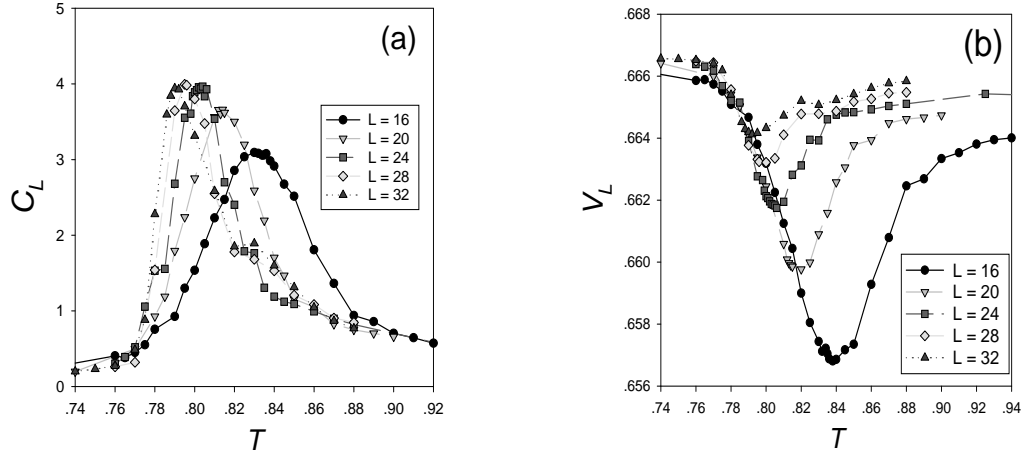 (a)
5
4
3
2
1
0
C_L
.74 .76 .78 .80 .82 .84 .86 .88 .90 .92
T
L = 16
L = 20
L = 24
L = 28
L = 32
(b)
.668
.666
.664
.662
.660
.658
.656
V_L
.74 .76 .78 .80 .82 .84 .86 .88 .90 .92 .94
T
L = 16
L = 20
L = 24
L = 28
L = 32